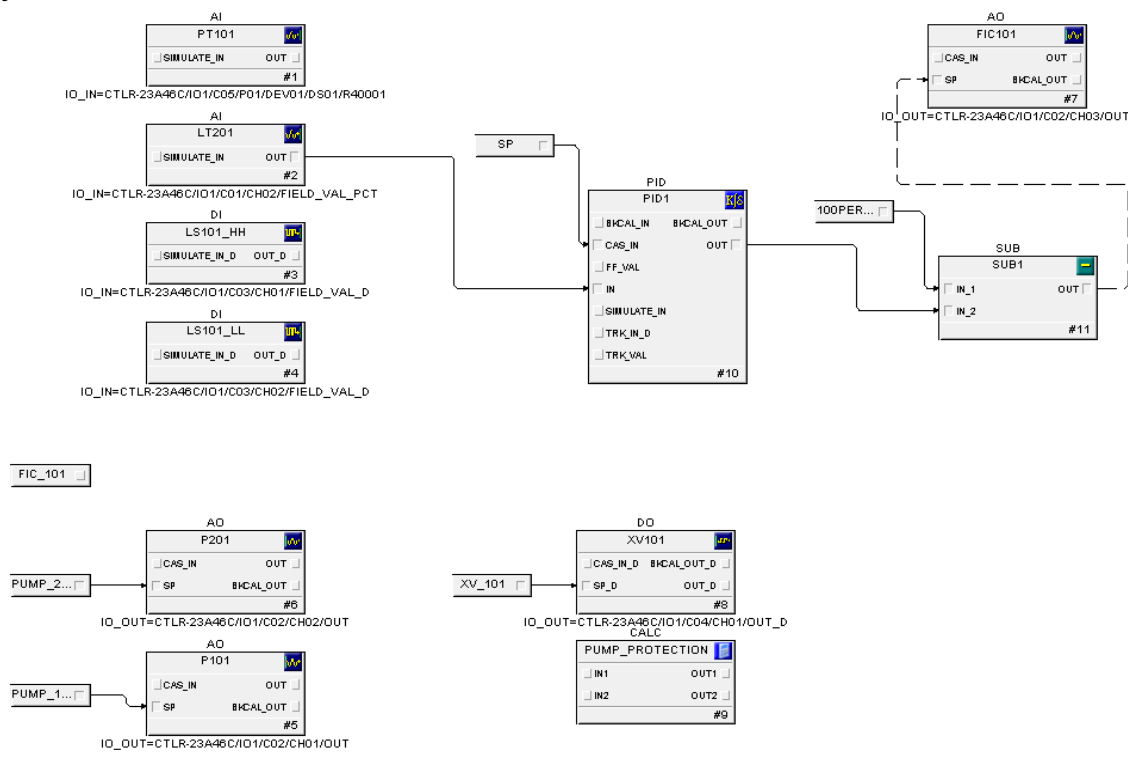 AI
PT101
SIMULATE_IN OUT
#1
IO_IN=CTLR-23A46C/IO1/C05/P01/DEV01/DS01/R40001
AI
LT201
SIMULATE_IN OUT
#2
IO_IN=CTLR-23A46C/IO1/C01/CH02/FIELD_VAL_PCT
DI
LS101_HH
SIMULATE_IN_D OUT_D
#3
IO_IN=CTLR-23A46C/IO1/C03/CH01/FIELD_VAL_D
DI
LS101_LL
SIMULATE_IN_D OUT_D
#4
IO_IN=CTLR-23A46C/IO1/C03/CH02/FIELD_VAL_D
SP
PID
PID1
BKCAL_IN BKCAL_OUT
CAS_IN OUT
FF_VAL
IN
SIMULATE_IN
TRK_IN_D
TRK_VAL
#10
AO
FIC101
CAS_IN OUT
SP BKCAL_OUT
#7
IO_OUT=CTLR-23A46C/IO1/C02/CH03/OUT
100PER...
SUB
SUB1
IN_1 OUT
IN_2
#11
FIC_101
AO
P201
CAS_IN OUT
PUMP_2...
SP BKCAL_OUT
#6
IO_OUT=CTLR-23A46C/IO1/C02/CH02/OUT
AO
P101
CAS_IN OUT
PUMP_1...
SP BKCAL_OUT
#5
IO_OUT=CTLR-23A46C/IO1/C02/CH01/OUT
DO
XV101
CAS_IN_D BKCAL_OUT_D
XV_101
SP_D OUT_D
#8
IO_OUT=CTLR-23A46C/IO1/C04/CH01/OUT_D
CALC
PUMP_PROTECTION
IN1 OUT1
IN2 OUT2
#9